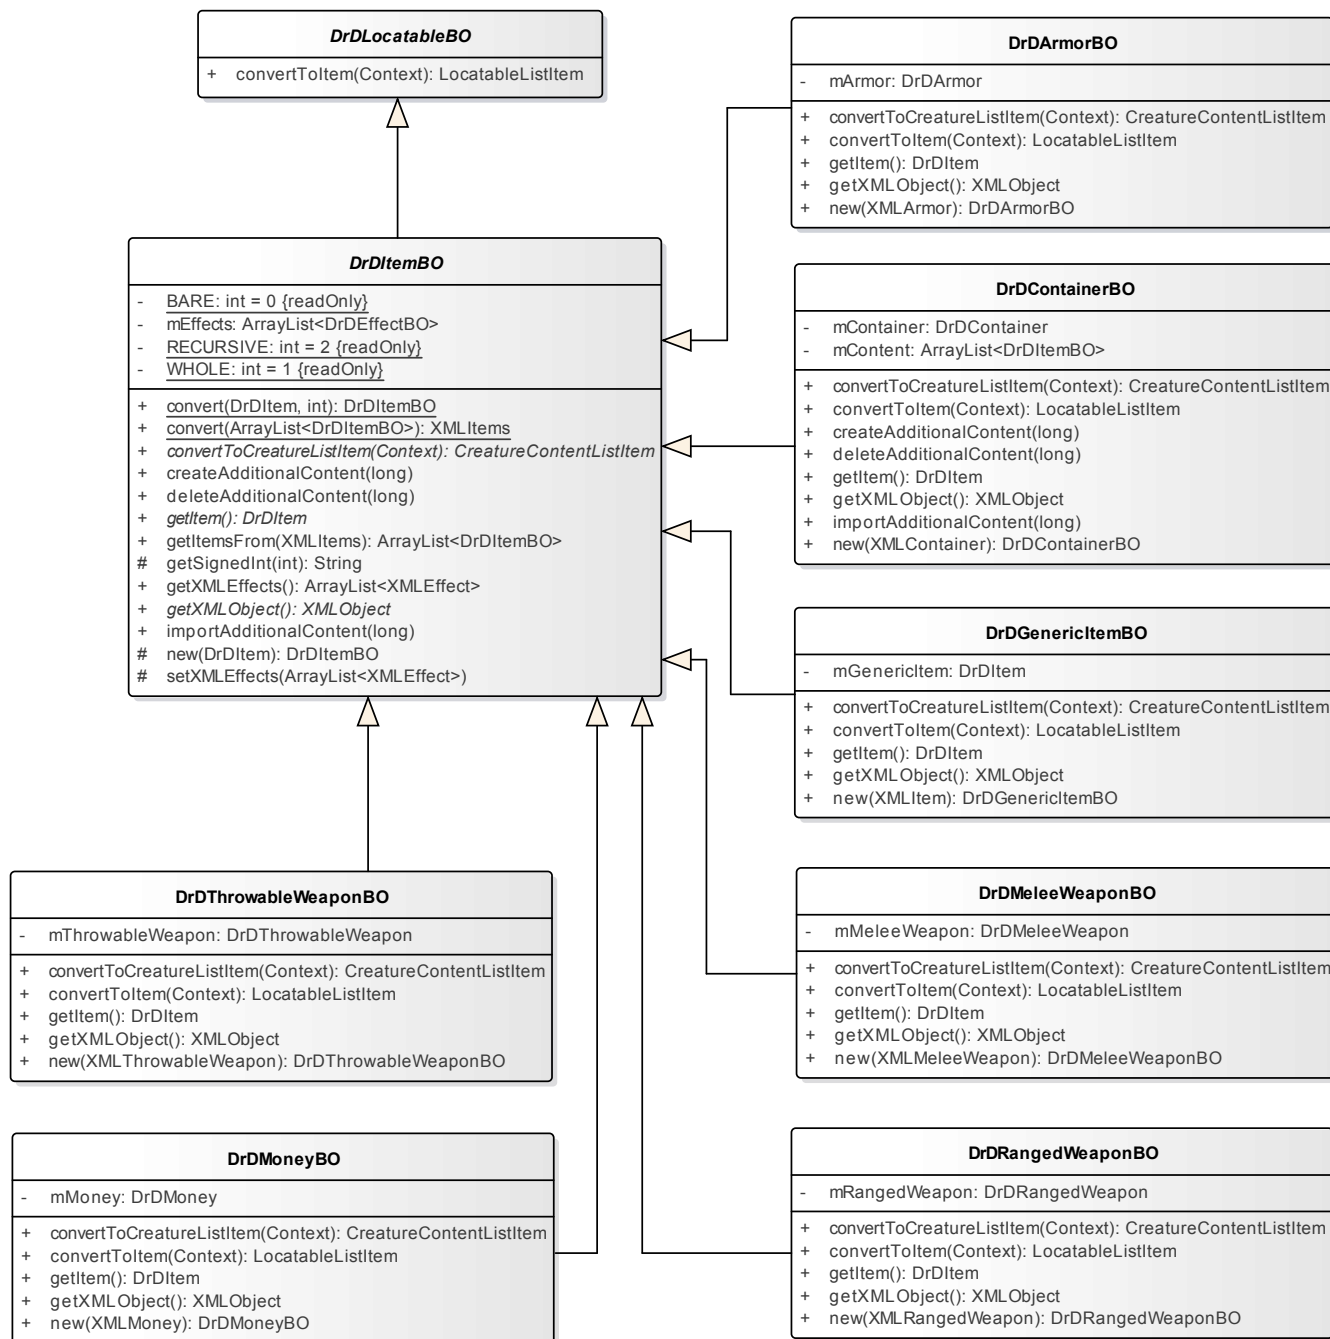 DrDLocatableBO
+ convertToItem(Context): LocatableListItem
DrDItemBO
- BARE: int = 0 {readOnly}
- mEffects: ArrayList<DrDEffectBO>
- RECURSIVE: int = 2 {readOnly}
- WHOLE: int = 1 {readOnly}
+ convert(DrDItem, int): DrDItemBO
+ convert(ArrayList<DrDItemBO>): XMLItems
+ convertToCreatureListItem(Context): CreatureContentListItem
+ createAdditionalContent(long)
+ deleteAdditionalContent(long)
+ getItem(): DrDItem
+ getItemsFrom(XMLItems): ArrayList<DrDItemBO>
# getSignedInt(int): String
+ getXMLEffects(): ArrayList<XMLEffect>
+ getXMLObject(): XMLObject
+ importAdditionalContent(long)
# new(DrDItem): DrDItemBO
# setXMLEffects(ArrayList<XMLEffect>)
DrDThrowableWeaponBO
- mThrowableWeapon: DrDThrowableWeapon
+ convertToCreatureListItem(Context): CreatureContentListItem
+ convertToItem(Context): LocatableListItem
+ getItem(): DrDItem
+ getXMLObject(): XMLObject
+ new(XMLThrowableWeapon): DrDThrowableWeaponBO
DrDMoneyBO
- mMoney: DrDMoney
+ convertToCreatureListItem(Context): CreatureContentListItem
+ convertToItem(Context): LocatableListItem
+ getItem(): DrDItem
+ getXMLObject(): XMLObject
+ new(XMLMoney): DrDMoneyBO
DrDArmorBO
- mArmor: DrDArmor
+ convertToCreatureListItem(Context): CreatureContentListItem
+ convertToItem(Context): LocatableListItem
+ getItem(): DrDItem
+ getXMLObject(): XMLObject
+ new(XMLArmor): DrDArmorBO
DrDContainerBO
- mContainer: DrDContainer
- mContent: ArrayList<DrDItemBO>
+ convertToCreatureListItem(Context): CreatureContentListItem
+ convertToItem(Context): LocatableListItem
+ createAdditionalContent(long)
+ deleteAdditionalContent(long)
+ getItem(): DrDItem
+ getXMLObject(): XMLObject
+ importAdditionalContent(long)
+ new(XMLContainer): DrDContainerBO
DrDGenericItemBO
- mGenericItem: DrDItem
+ convertToCreatureListItem(Context): CreatureContentListItem
+ convertToItem(Context): LocatableListItem
+ getItem(): DrDItem
+ getXMLObject(): XMLObject
+ new(XMLItem): DrDGenericItemBO
DrDMeleeWeaponBO
- mMeleeWeapon: DrDMeleeWeapon
+ convertToCreatureListItem(Context): CreatureContentListItem
+ convertToItem(Context): LocatableListItem
+ getItem(): DrDItem
+ getXMLObject(): XMLObject
+ new(XMLMeleeWeapon): DrDMeleeWeaponBO
DrDRangedWeaponBO
- mRangedWeapon: DrDRangedWeapon
+ convertToCreatureListItem(Context): CreatureContentListItem
+ convertToItem(Context): LocatableListItem
+ getItem(): DrDItem
+ getXMLObject(): XMLObject
+ new(XMLRangedWeapon): DrDRangedWeaponBO